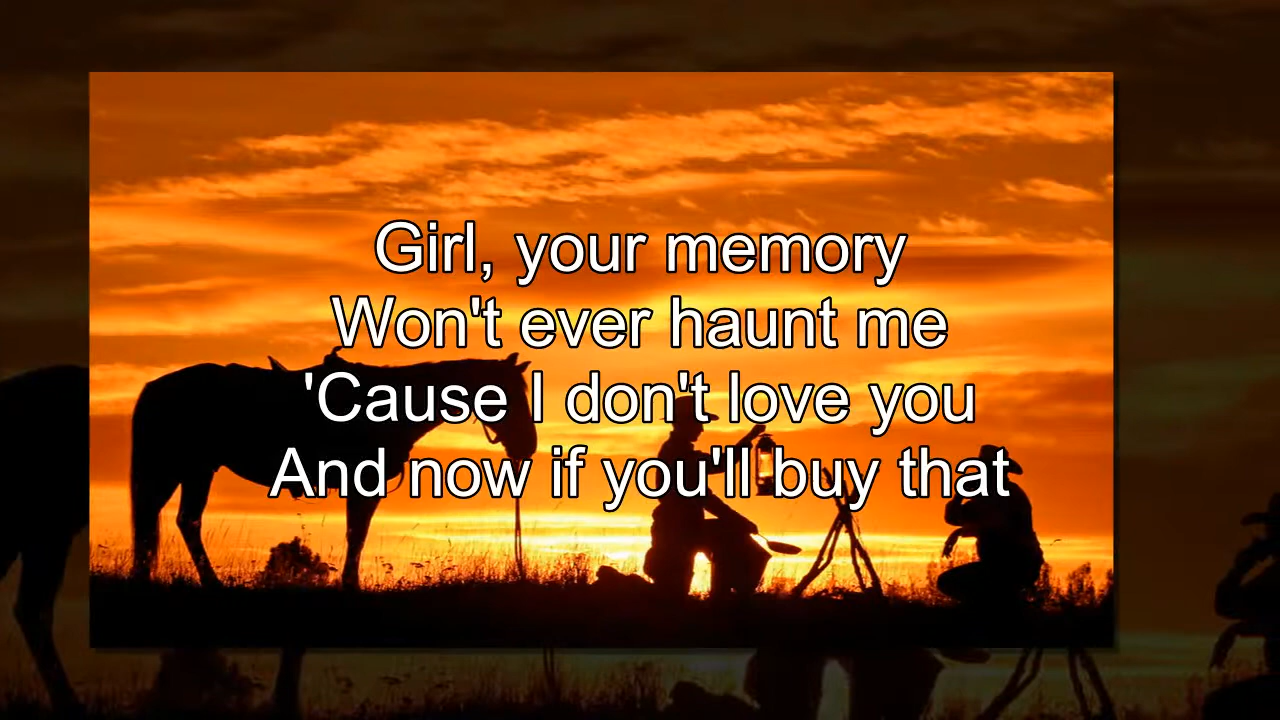 Girl, your memory
Won't ever haunt me
'Cause I don't love you
And now if you'll buy that